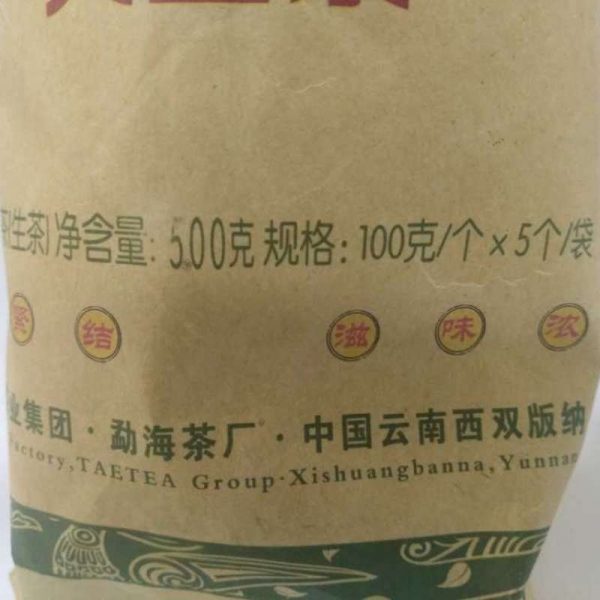 (生茶) 净含量: 500克 规格: 100克/个 × 5个/袋
紧 结 滋 味 浓
业集团·勐海茶厂·中国云南西双版纳
Factory, TAETEA Group·Xishuangbanna, Yunnan